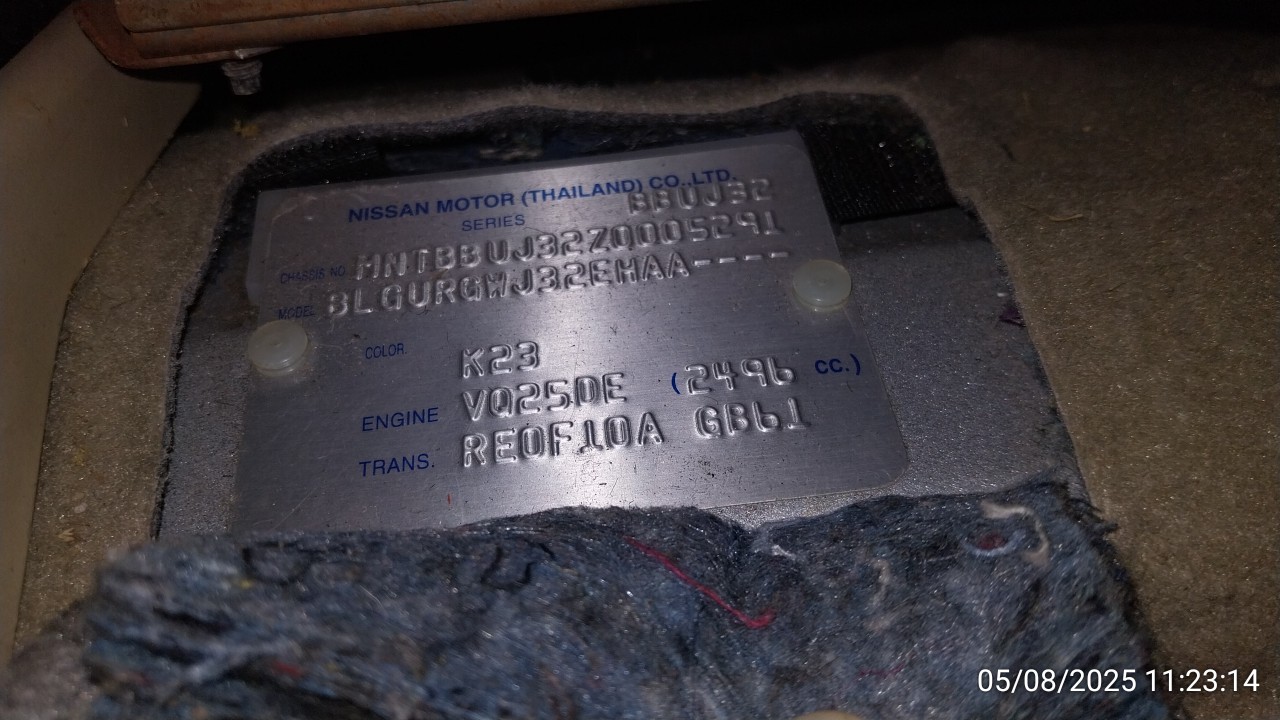 NISSAN MOTOR (THAILAND) CO.,LTD.
SERIES BBUJ32
CHASSIS NO. MNTBBUJ32Z0005291
MODEL BLGURGWJ32EHAA----
COLOR. K23
ENGINE VQ25DE (2496 cc.)
TRANS. RE0F10A GB61
05/08/2025 11:23:14